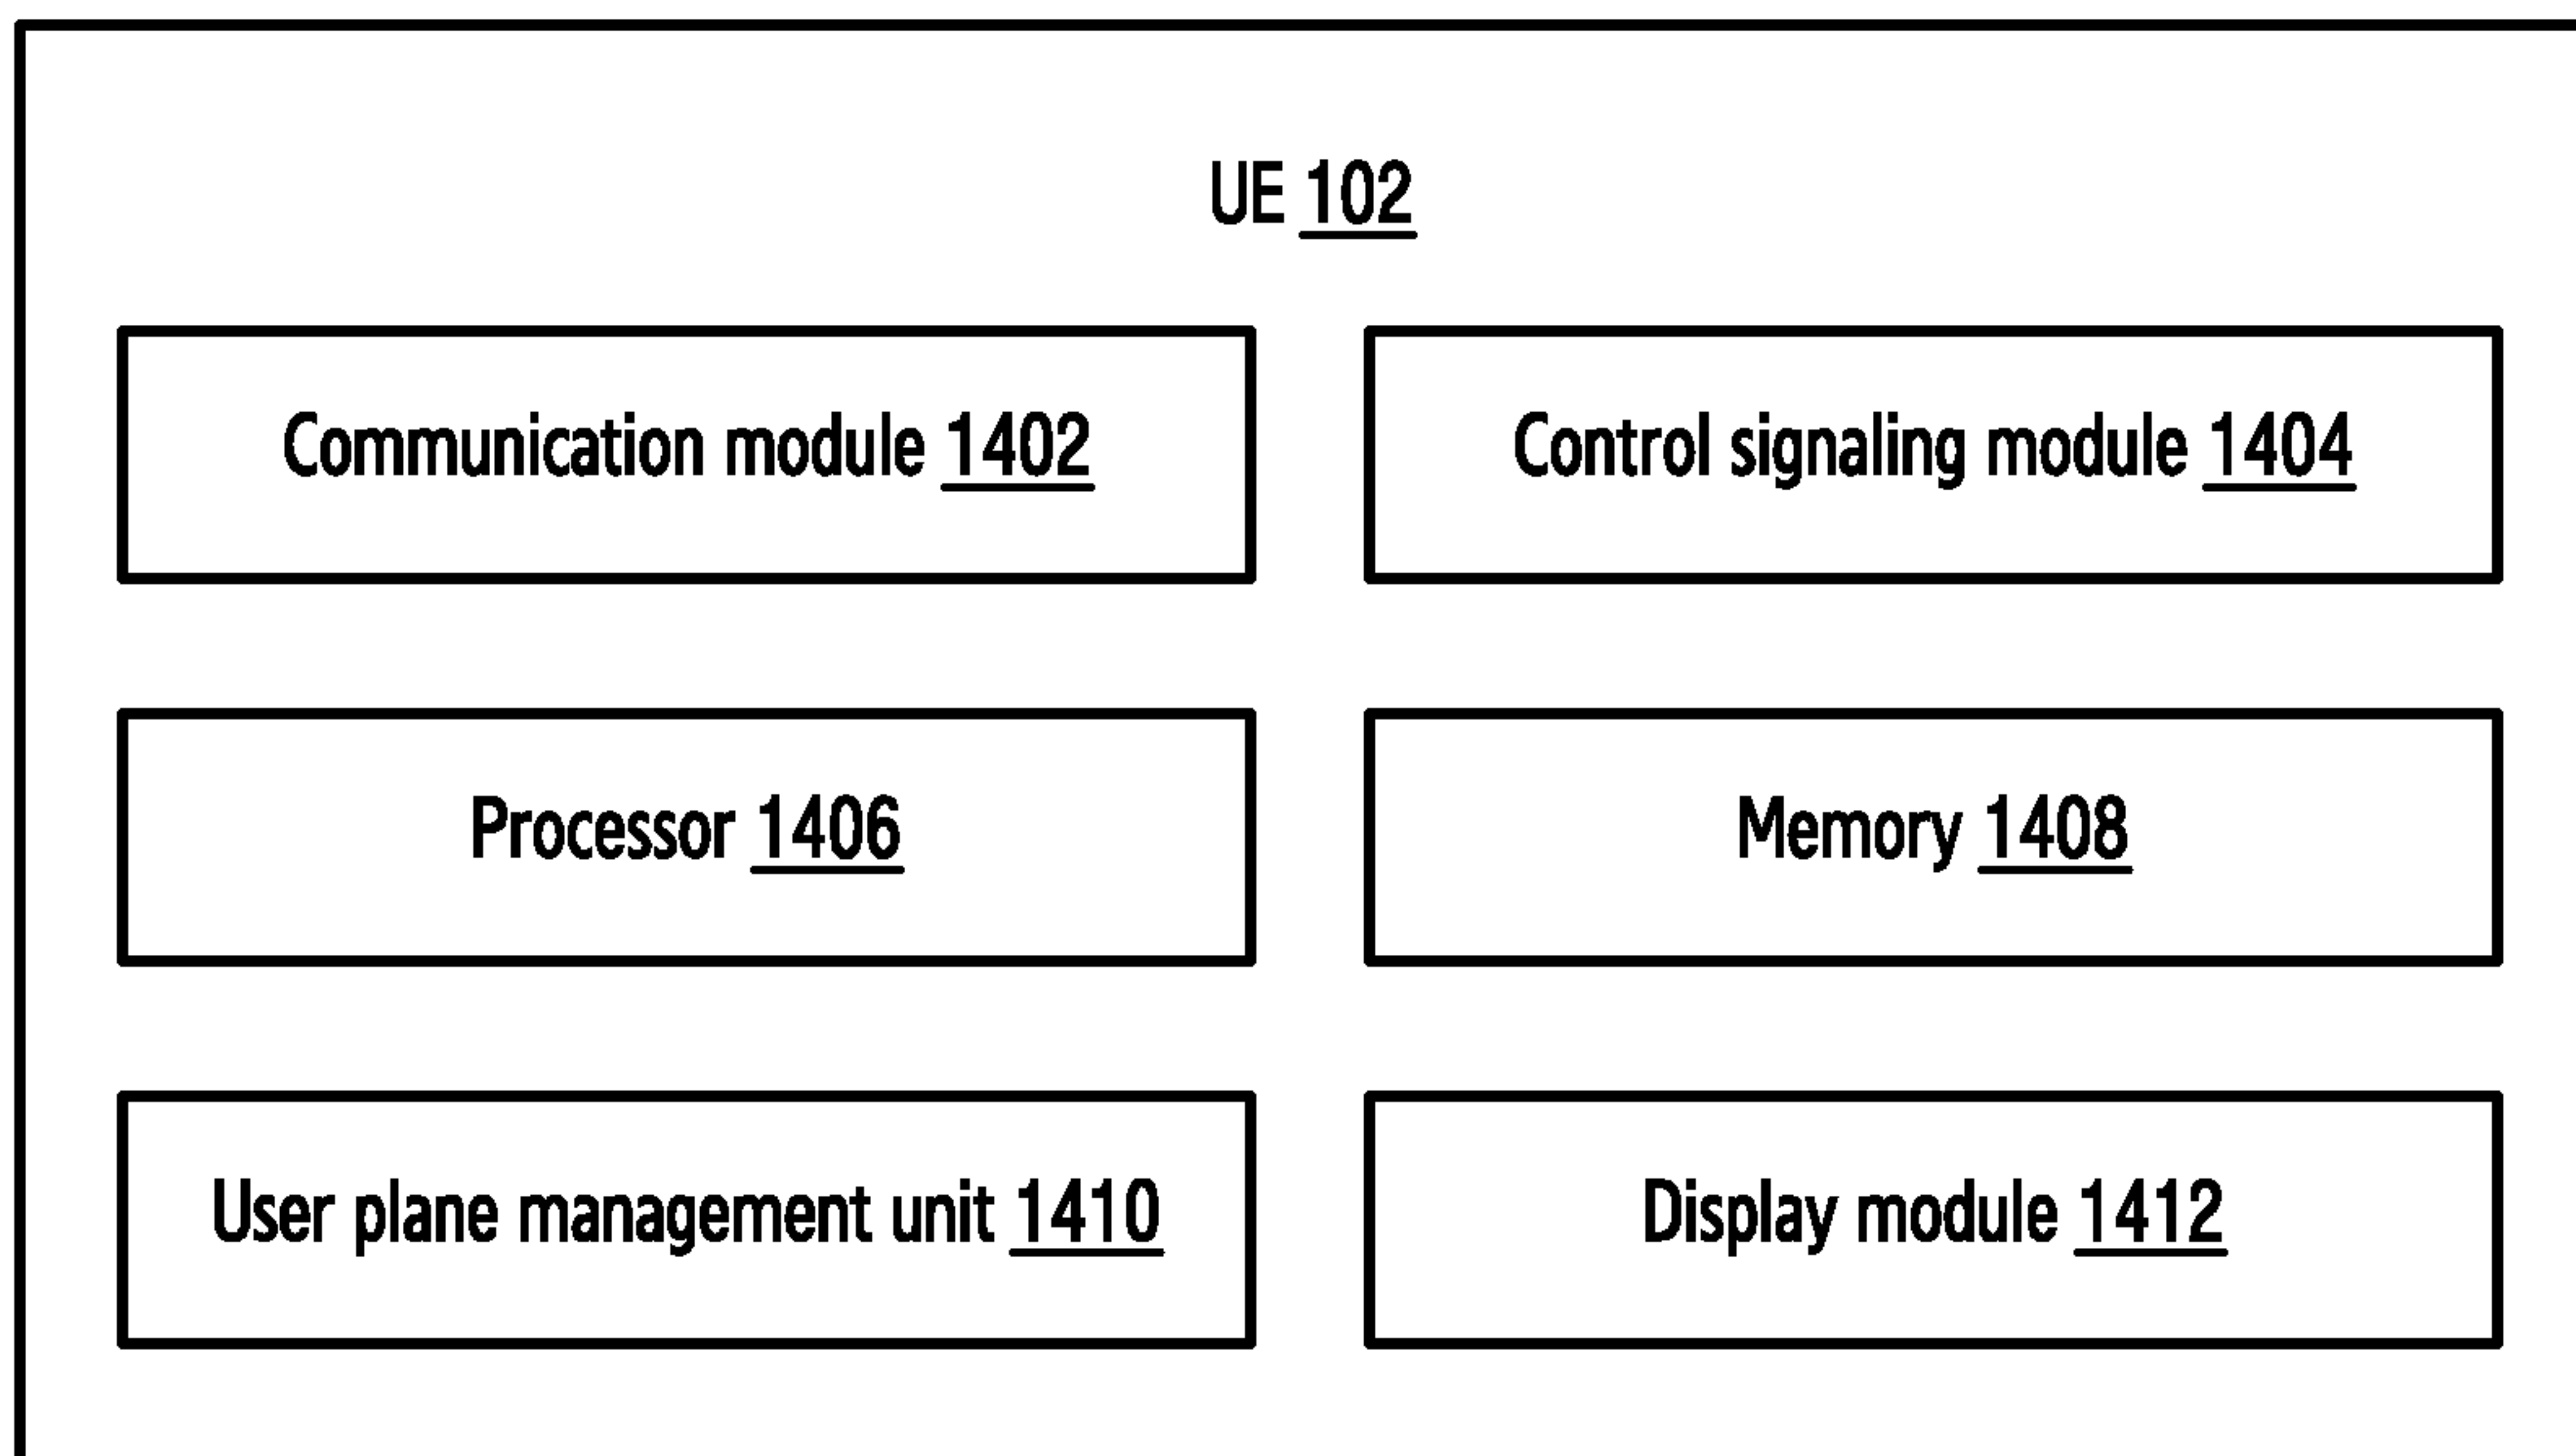 UE 102
Communication module 1402
Control signaling module 1404
Processor 1406
Memory 1408
User plane management unit 1410
Display module 1412